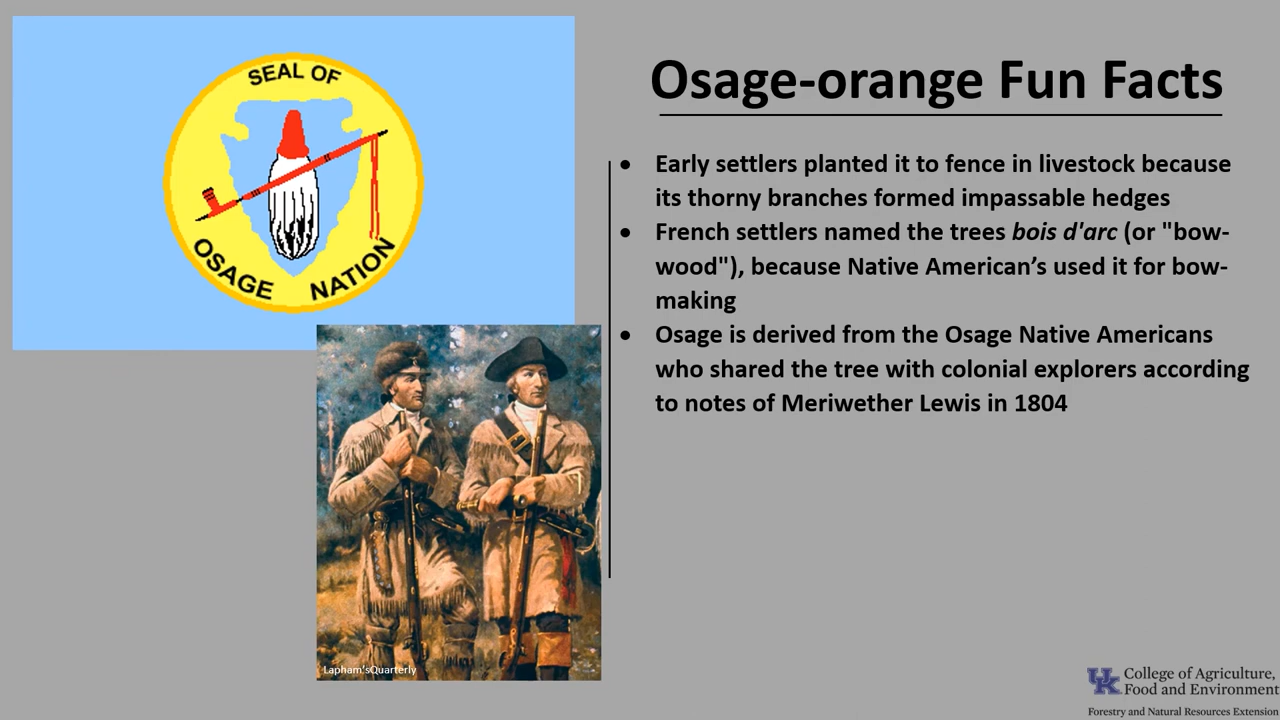 SEAL OF
OSAGE NATION
Osage-orange Fun Facts
• Early settlers planted it to fence in livestock because
its thorny branches formed impassable hedges
• French settlers named the trees bois d'arc (or "bow-
wood"), because Native American’s used it for bow-
making
• Osage is derived from the Osage Native Americans
who shared the tree with colonial explorers according
to notes of Meriwether Lewis in 1804
Lapham'sQuarterly
UK College of Agriculture,
Food and Environment
Forestry and Natural Resources Extension